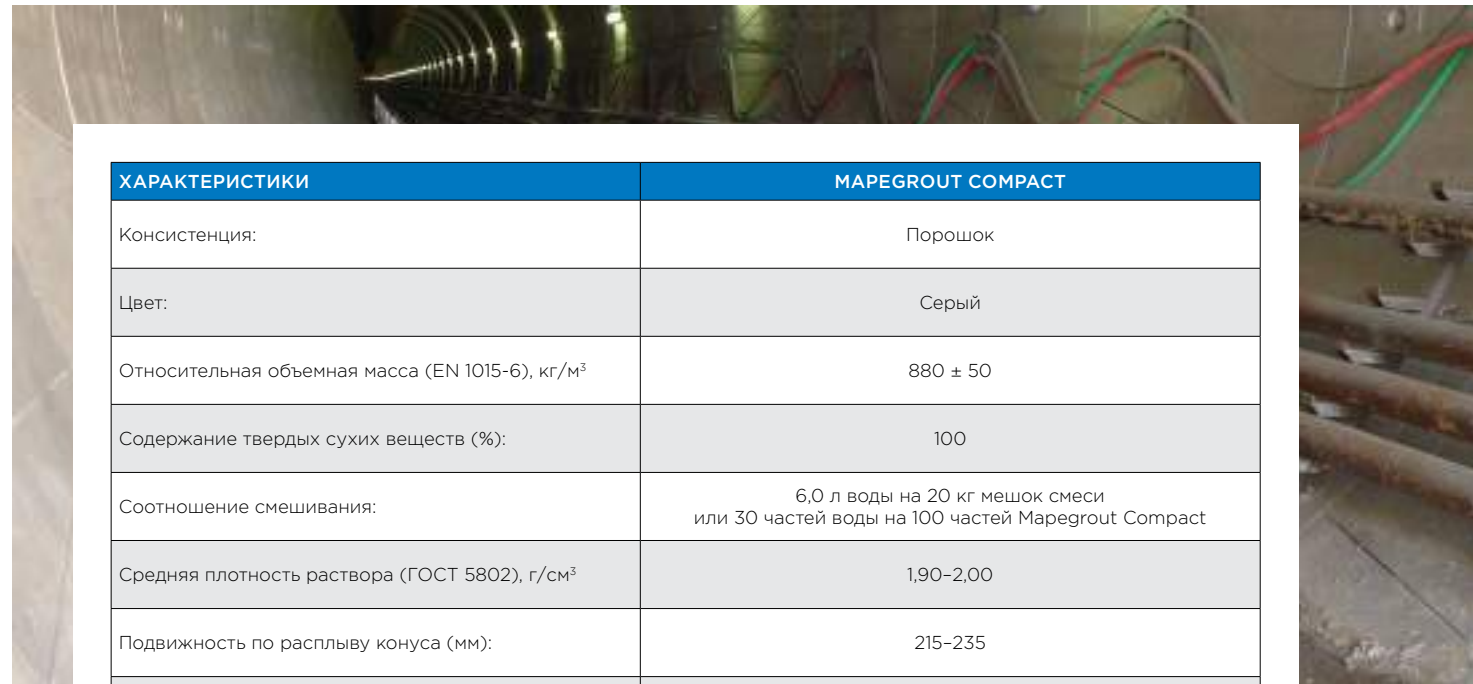 ХАРАКТЕРИСТИКИ MAPEGROUT COMPACT
Консистенция: Порошок
Цвет: Серый
Относительная объемная масса (EN 1015-6), кг/м³ 880 ± 50
Содержание твердых сухих веществ (%): 100
Соотношение смешивания: 6,0 л воды на 20 кг мешок смеси
или 30 частей воды на 100 частей Mapegrout Compact
Средняя плотность раствора (ГОСТ 5802), г/см³ 1,90–2,00
Подвижность по расплыву конуса (мм): 215–235